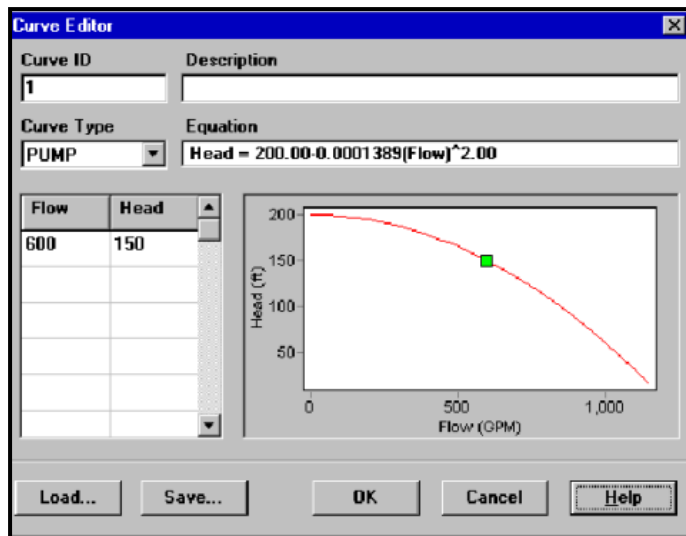 Curve Editor
Curve ID
Description
1
Curve Type
Equation
PUMP
Head = 200.00-0.0001389(Flow)^2.00
Flow Head
600 150
200
150
100
50
Head (ft)
0 500 1,000
Flow (GPM)
Load... Save... OK Cancel Help